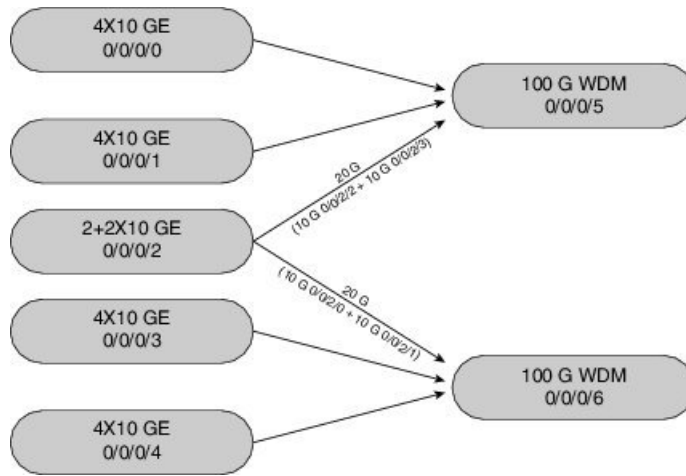 4X10 GE
0/0/0/0
4X10 GE
0/0/0/1
2+2X10 GE
0/0/0/2
4X10 GE
0/0/0/3
4X10 GE
0/0/0/4
20 G
(10 G 0/0/2/2 + 10 G 0/0/2/3)
20 G
(10 G 0/0/2/0 + 10 G 0/0/2/1)
100 G WDM
0/0/0/5
100 G WDM
0/0/0/6